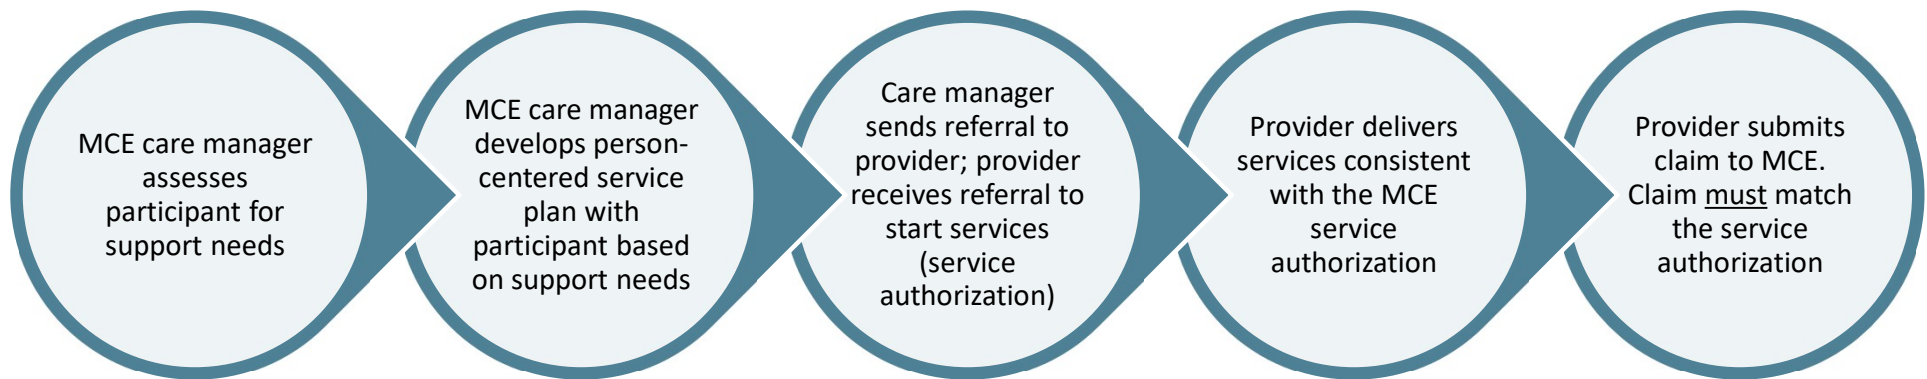 MCE care manager
assesses
participant for
support needs
MCE care manager
develops person-
centered service
plan with
participant based
on support needs
Care manager
sends referral to
provider; provider
receives referral to
start services
(service
authorization)
Provider delivers
services consistent
with the MCE
service
authorization
Provider submits
claim to MCE.
Claim must match
the service
authorization